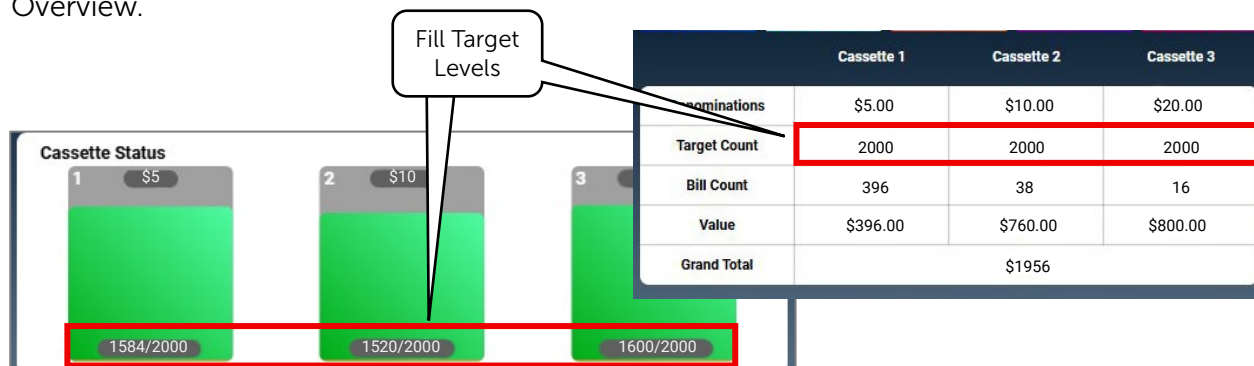 Overview.
Fill Target
Levels
Cassette 1 Cassette 2 Cassette 3
$5.00 $10.00 $20.00
Target Count 2000 2000 2000
Bill Count 396 38 16
Value $396.00 $760.00 $800.00
Grand Total $1956
Cassette Status
1 $5 2 $10 3
1584/2000 1520/2000 1600/2000